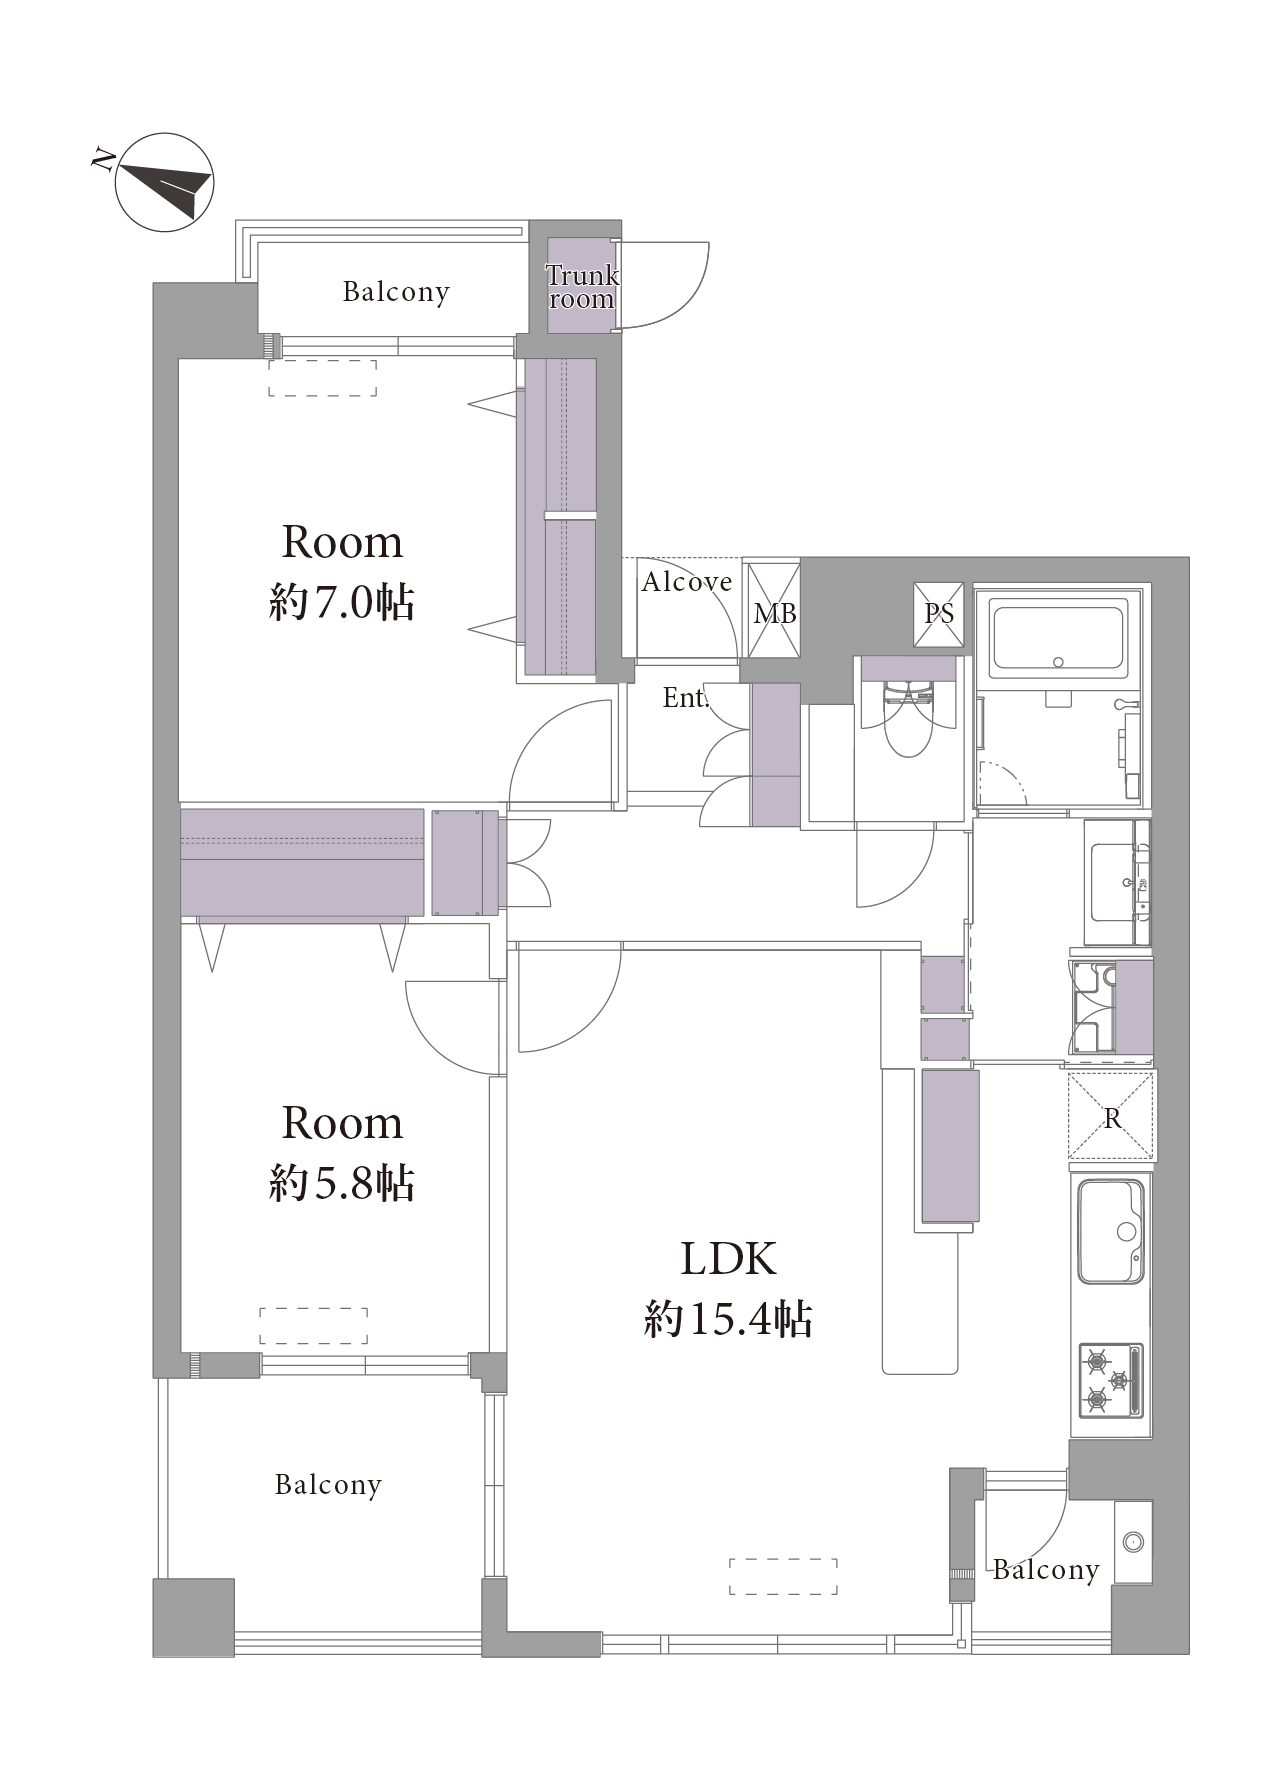 N
Balcony
Trunk
room
Room
約7.0帖
Alcove
MB
PS
Ent.
Room
約5.8帖
R
LDK
約15.4帖
Balcony
Balcony